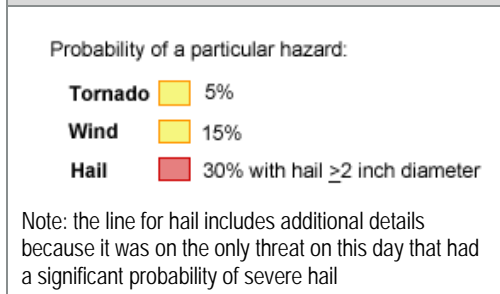 Probability of a particular hazard:
Tornado 5%
Wind 15%
Hail 30% with hail ≥2 inch diameter
Note: the line for hail includes additional details
because it was on the only threat on this day that had
a significant probability of severe hail